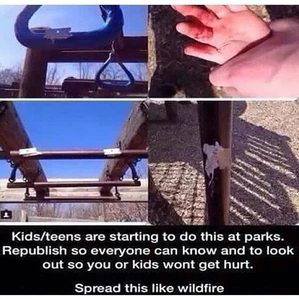 Kids/teens are starting to do this at parks.
Republish so everyone can know and to look
out so you or kids wont get hurt.
Spread this like wildfire